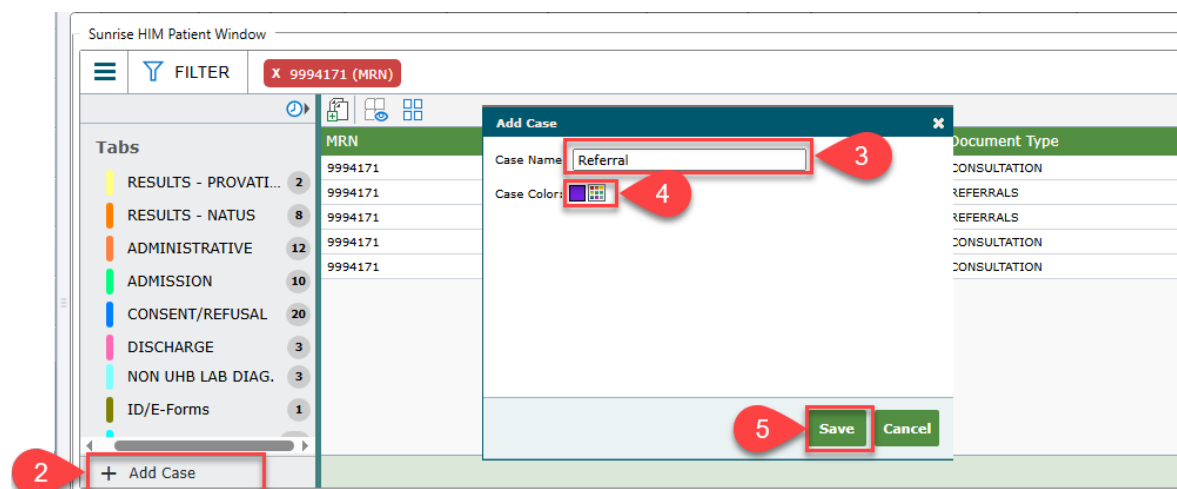 Sunrise HIM Patient Window
FILTER
X 9994171 (MRN)
Tabs
RESULTS - PROVATI... 2
RESULTS - NATUS 8
ADMINISTRATIVE 12
ADMISSION 10
CONSENT/REFUSAL 20
DISCHARGE 3
NON UHB LAB DIAG. 3
ID/E-Forms 1
2
+ Add Case
MRN
Document Type
9994171
CONSULTATION
9994171
REFERRALS
9994171
REFERRALS
9994171
CONSULTATION
9994171
CONSULTATION
Add Case
Case Name: Referral
3
Case Color:
4
5
Save
Cancel